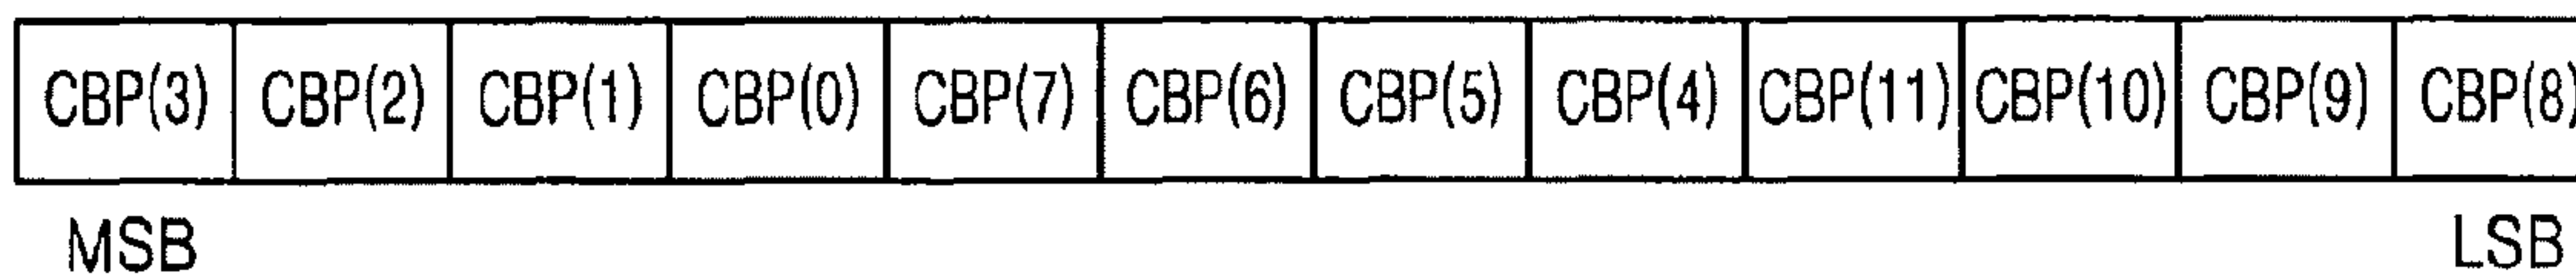 CBP(3) CBP(2) CBP(1) CBP(0) CBP(7) CBP(6) CBP(5) CBP(4) CBP(11) CBP(10) CBP(9) CBP(8)
MSB LSB